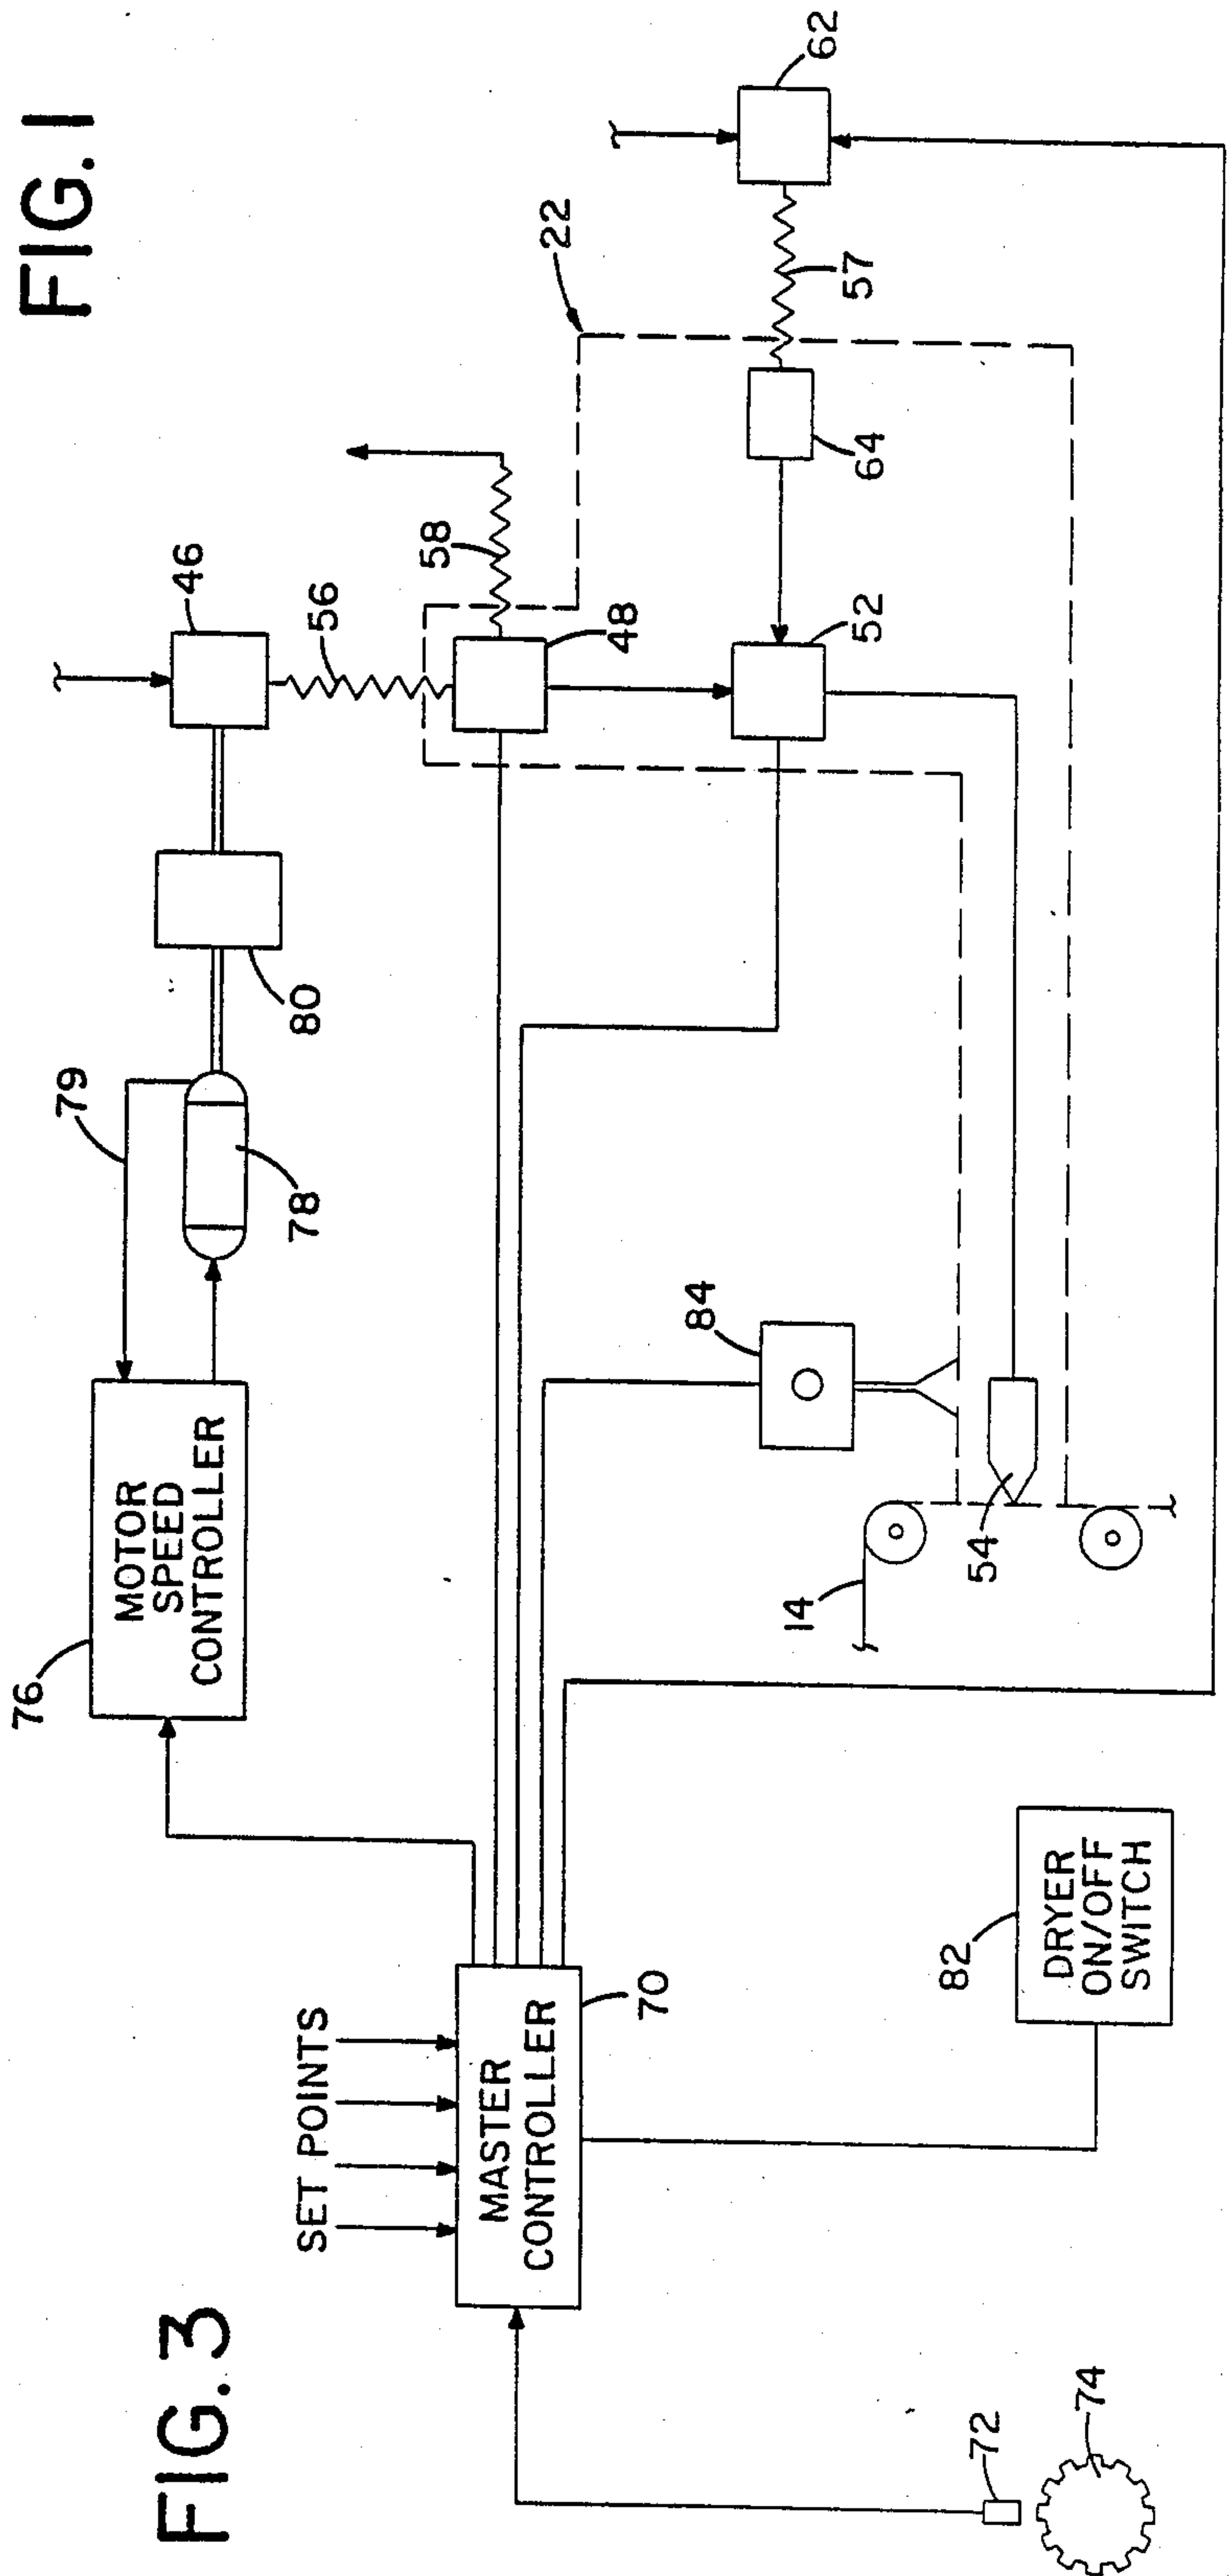 FIG. 1
FIG. 3
76
MOTOR
SPEED
CONTROLLER
79
78
80
46
56
58
48
22
62
57
64
52
84
14
54
SET POINTS
MASTER
CONTROLLER
70
82
DRYER
ON/OFF
SWITCH
72
74